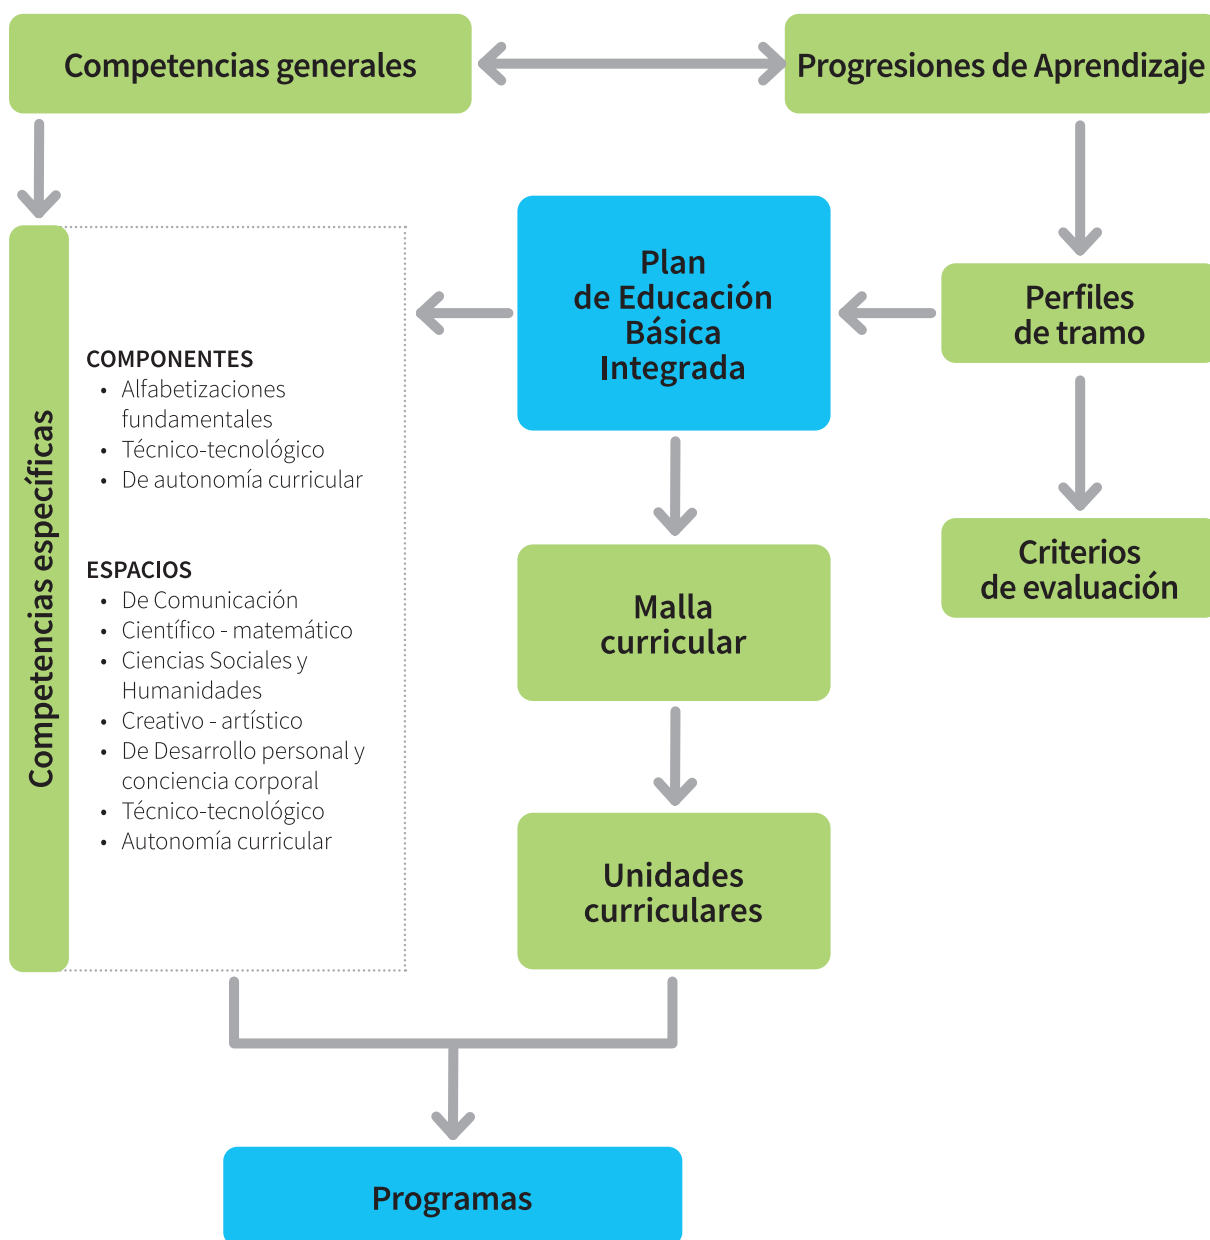 Competencias generales
Progresiones de Aprendizaje
Plan
de Educación
Básica
Integrada
Perfiles
de tramo
Competencias específicas
COMPONENTES
• Alfabetizaciones
fundamentales
• Técnico-tecnológico
• De autonomía curricular
ESPACIOS
• De Comunicación
• Científico - matemático
• Ciencias Sociales y
Humanidades
• Creativo - artístico
• De Desarrollo personal y
conciencia corporal
• Técnico-tecnológico
• Autonomía curricular
Malla
curricular
Criterios
de evaluación
Unidades
curriculares
Programas